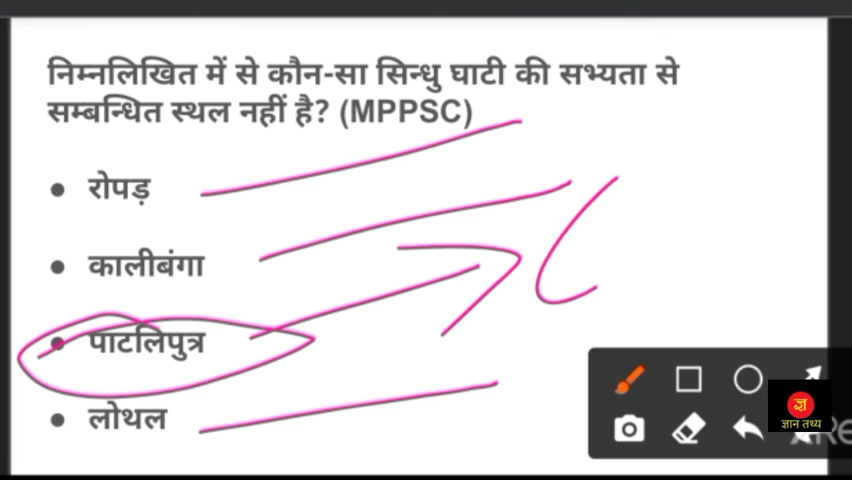 निम्नलिखित में से कौन-सा सिन्धु घाटी की सभ्यता से
सम्बन्धित स्थल नहीं है? (MPPSC)
• रोपड़
• कालीबंगा
• पाटलिपुत्र
• लोथल
ज्ञ
ज्ञान तथ्य